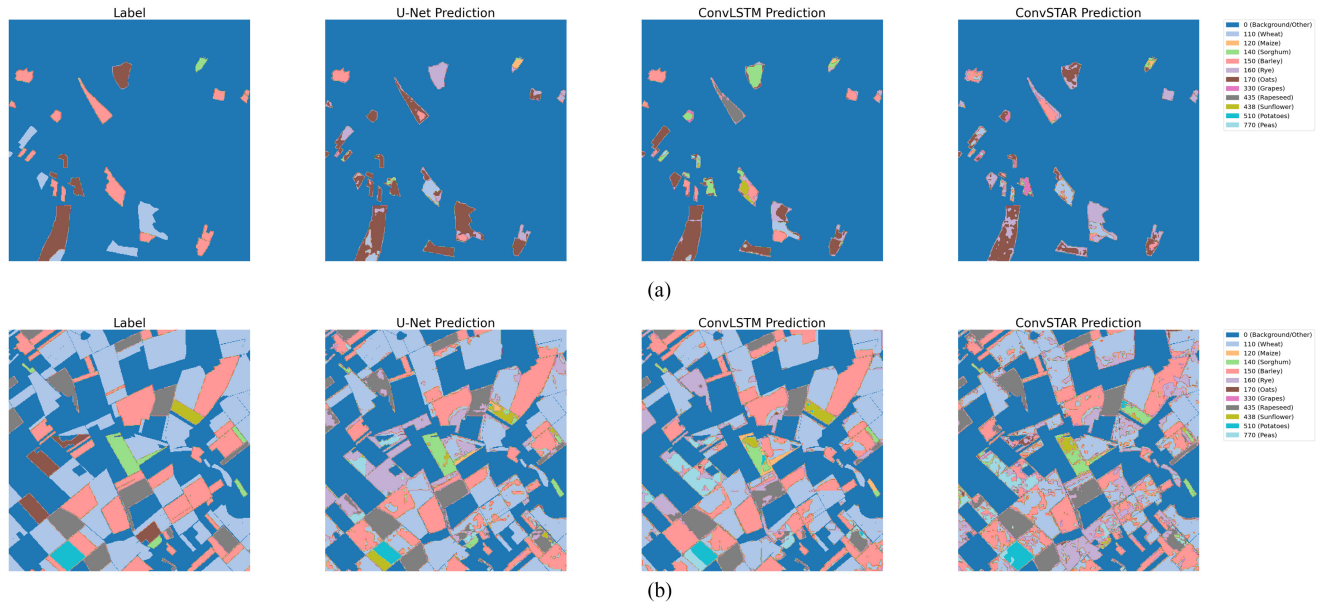 Label
U-Net Prediction
ConvLSTM Prediction
ConvSTAR Prediction
0 (Background/Other)
110 (Wheat)
120 (Maize)
140 (Sorghum)
150 (Barley)
160 (Rye)
170 (Oats)
330 (Grapes)
435 (Rapeseed)
438 (Sunflower)
510 (Potatoes)
770 (Peas)
(a)
Label
U-Net Prediction
ConvLSTM Prediction
ConvSTAR Prediction
0 (Background/Other)
110 (Wheat)
120 (Maize)
140 (Sorghum)
150 (Barley)
160 (Rye)
170 (Oats)
330 (Grapes)
435 (Rapeseed)
438 (Sunflower)
510 (Potatoes)
770 (Peas)
(b)